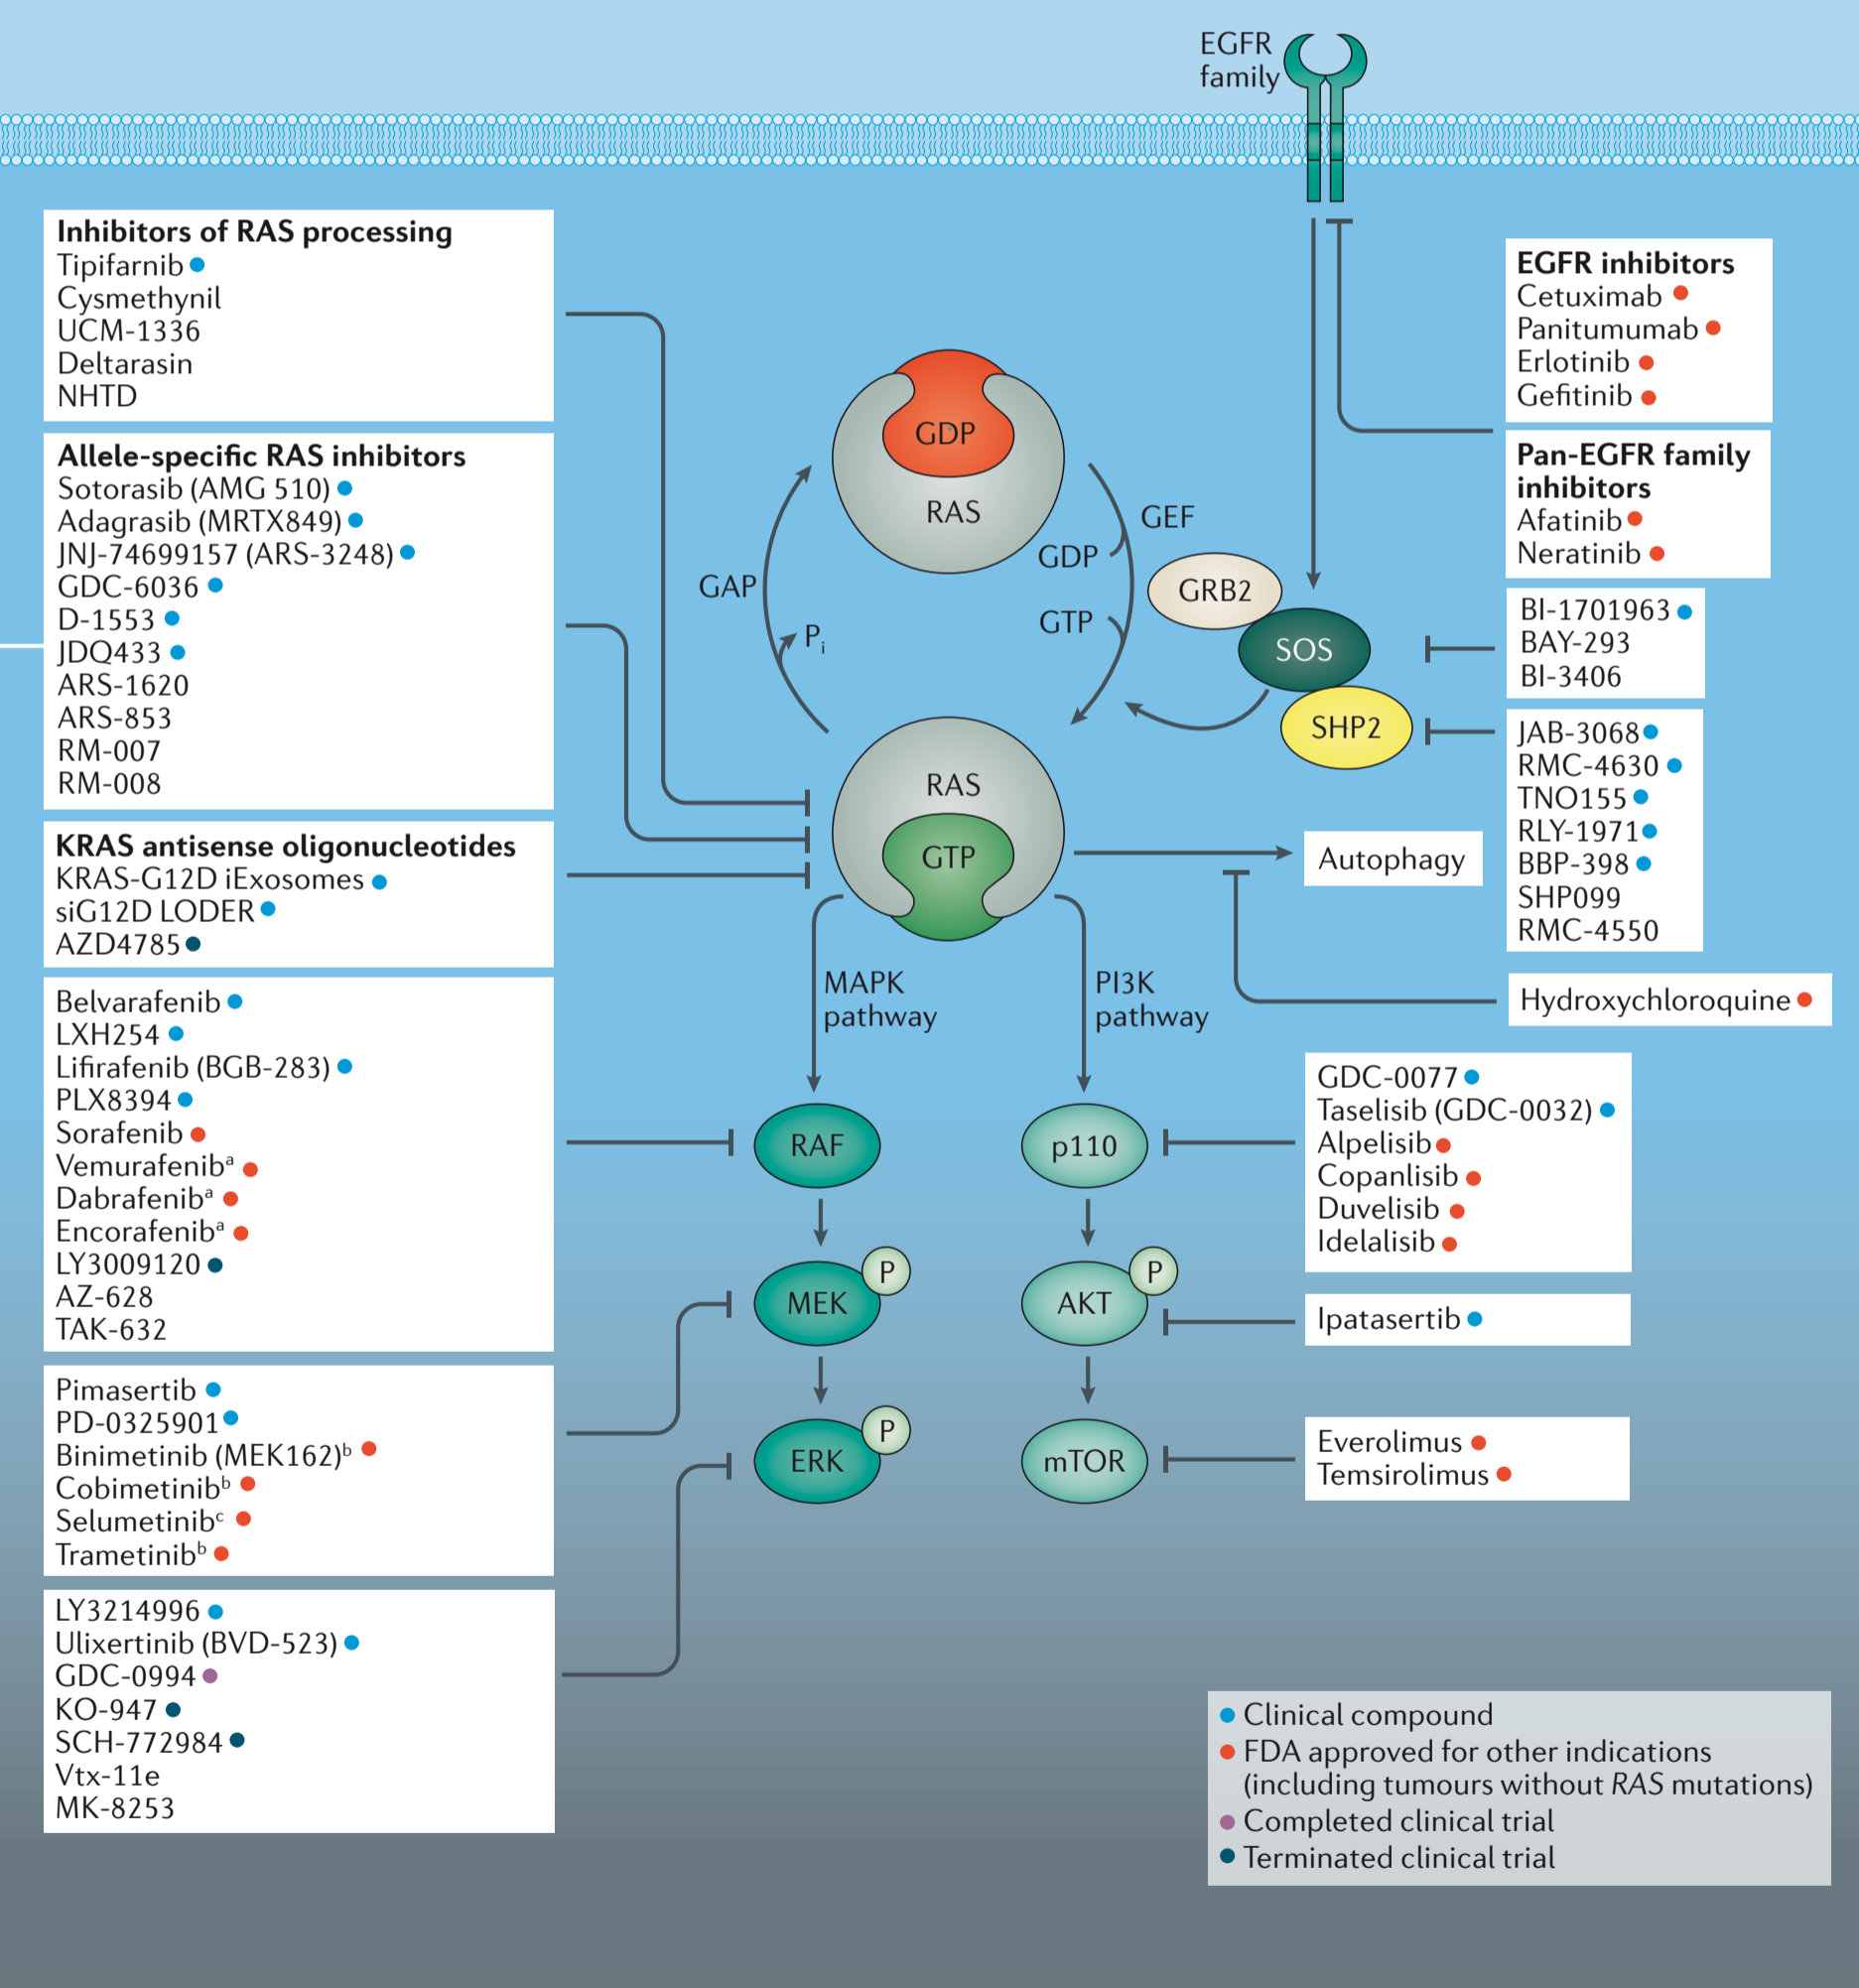 EGFR
family
Inhibitors of RAS processing
Tipifarnib
Cysmethynil
UCM-1336
Deltarasin
NHTD
Allele-specific RAS inhibitors
Sotorasib (AMG 510)
Adagrasib (MRTX849)
JNJ-74699157 (ARS-3248)
GDC-6036
D-1553
JDQ433
ARS-1620
ARS-853
RM-007
RM-008
KRAS antisense oligonucleotides
KRAS-G12D iExosomes
siG12D LODER
AZD4785
Belvarafenib
LXH254
Lifirafenib (BGB-283)
PLX8394
Sorafenib
Vemurafenibᵃ
Dabrafenibᵃ
Encorafenibᵃ
LY3009120
AZ-628
TAK-632
Pimasertib
PD-0325901
Binimetinib (MEK162)ᵇ
Cobimetinibᵇ
Selumetinibᶜ
Trametinibᵇ
LY3214996
Ulixertinib (BVD-523)
GDC-0994
KO-947
SCH-772984
Vtx-11e
MK-8253
GDP
RAS
GAP
Pᵢ
GEF
GDP
GTP
GRB2
SOS
SHP2
RAS
GTP
MAPK
pathway
PI3K
pathway
RAF
MEK
P
ERK
P
p110
AKT
P
mTOR
EGFR inhibitors
Cetuximab
Panitumumab
Erlotinib
Gefitinib
Pan-EGFR family
inhibitors
Afatinib
Neratinib
BI-1701963
BAY-293
BI-3406
JAB-3068
RMC-4630
TNO155
RLY-1971
BBP-398
SHP099
RMC-4550
Autophagy
Hydroxychloroquine
GDC-0077
Taselisib (GDC-0032)
Alpelisib
Copanlisib
Duvelisib
Idelalisib
Ipatasertib
Everolimus
Temsirolimus
Clinical compound
FDA approved for other indications
(including tumours without RAS mutations)
Completed clinical trial
Terminated clinical trial